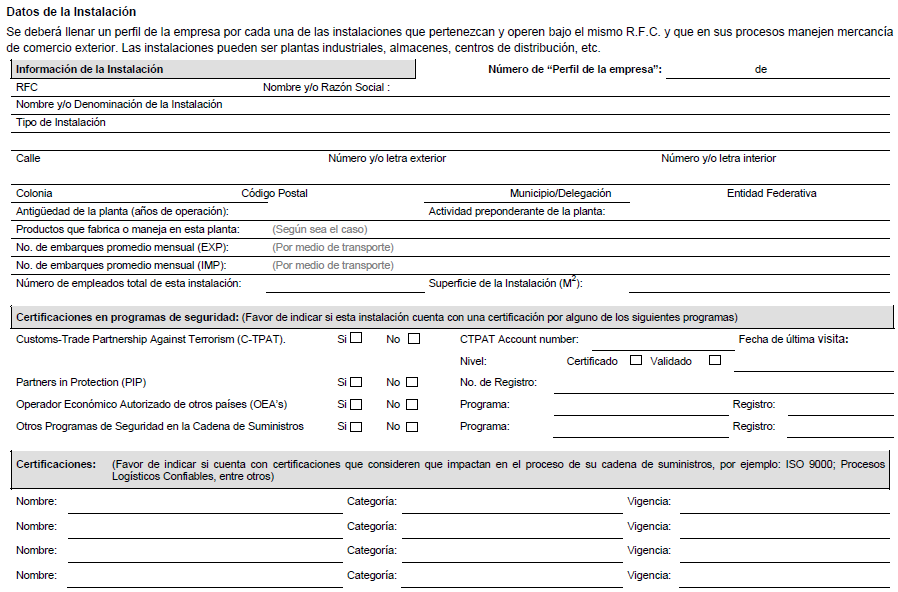 Datos de la Instalación
Se deberá llenar un perfil de la empresa por cada una de las instalaciones que pertenezcan y operen bajo el mismo R.F.C. y que en sus procesos manejen mercancía
de comercio exterior. Las instalaciones pueden ser plantas industriales, almacenes, centros de distribución, etc.
Información de la Instalación Número de “Perfil de la empresa”: de
RFC Nombre y/o Razón Social :
Nombre y/o Denominación de la Instalación
Tipo de Instalación
Calle Número y/o letra exterior Número y/o letra interior
Colonia Código Postal Municipio/Delegación Entidad Federativa
Antigüedad de la planta (años de operación): Actividad preponderante de la planta:
Productos que fabrica o maneja en esta planta: (Según sea el caso)
No. de embarques promedio mensual (EXP): (Por medio de transporte)
No. de embarques promedio mensual (IMP): (Por medio de transporte)
Número de empleados total de esta instalación: Superficie de la Instalación (M2):
Certificaciones en programas de seguridad: (Favor de indicar si esta instalación cuenta con una certificación por alguno de los siguientes programas)
Customs-Trade Partnership Against Terrorism (C-TPAT). Si No CTPAT Account number: Fecha de última visita:
Nivel: Certificado Validado
Partners in Protection (PIP) Si No No. de Registro:
Operador Económico Autorizado de otros países (OEA’s) Si No Programa: Registro:
Otros Programas de Seguridad en la Cadena de Suministros Si No Programa: Registro:
Certificaciones: (Favor de indicar si cuenta con certificaciones que consideren que impactan en el proceso de su cadena de suministros, por ejemplo: ISO 9000; Procesos
Logísticos Confiables, entre otros)
Nombre: Categoría: Vigencia:
Nombre: Categoría: Vigencia:
Nombre: Categoría: Vigencia:
Nombre: Categoría: Vigencia: